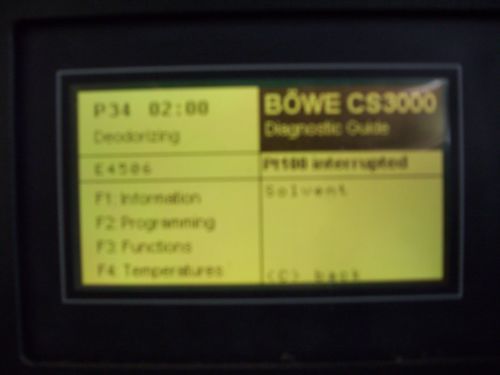 P34 02:00
Deodorizing
E4506
F1: Information
F2: Programming
F3: Functions
F4: Temperatures
BÖWE CS3000
Diagnostic Guide
Pt100 interrupted
Solvent
(C) back